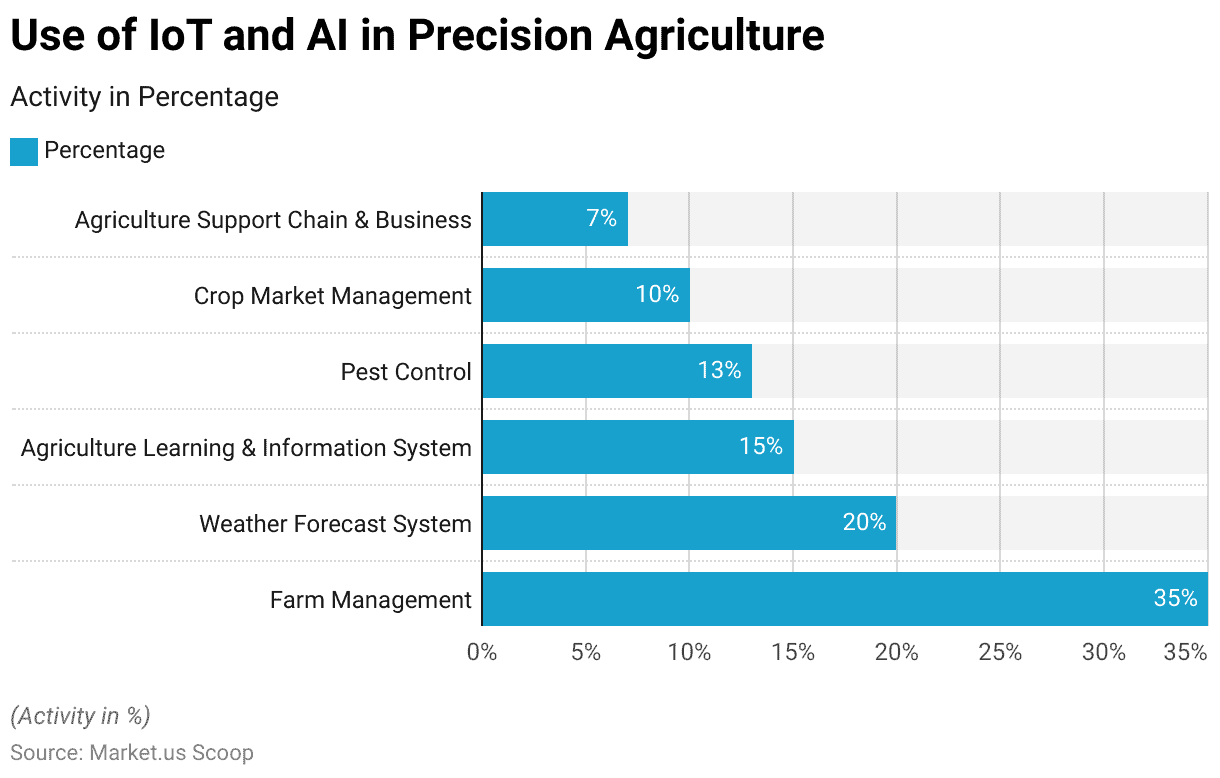 Use of IoT and AI in Precision Agriculture
Activity in Percentage
Percentage
Agriculture Support Chain & Business 7%
Crop Market Management 10%
Pest Control 13%
Agriculture Learning & Information System 15%
Weather Forecast System 20%
Farm Management 35%
0% 5% 10% 15% 20% 25% 30% 35%
(Activity in %)
Source: Market.us Scoop